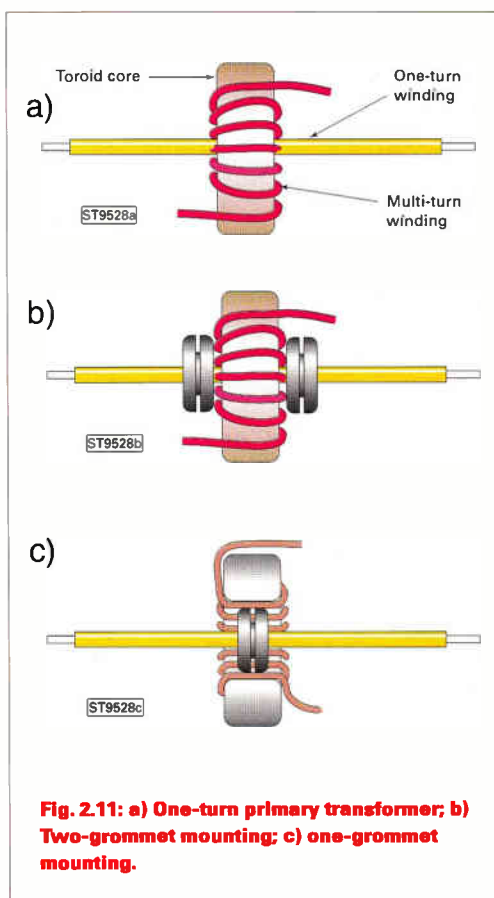 Toroid core
One-turn
winding
a)
Multi-turn
winding
ST9528a
b)
ST9528b
c)
ST9528c
Fig. 2.11: a) One-turn primary transformer; b)
Two-grommet mounting; c) one-grommet
mounting.